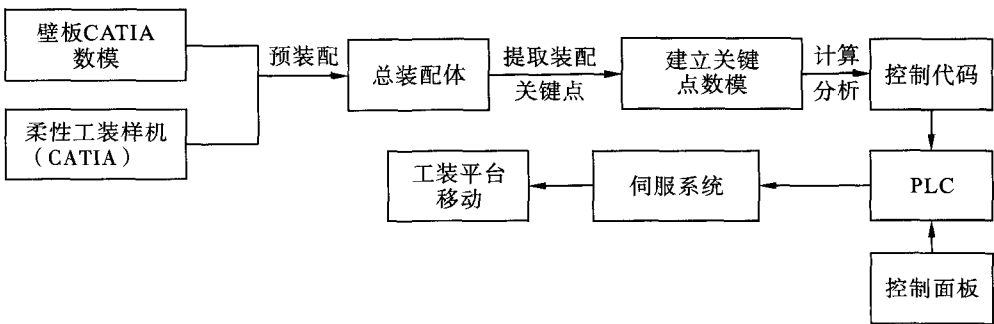 壁板CATIA
数模
预装配
总装配体
提取装配
关键点
建立关键
点数模
计算
分析
控制代码
柔性工装样机
（CATIA）
工装平台
移动
伺服系统
PLC
控制面板